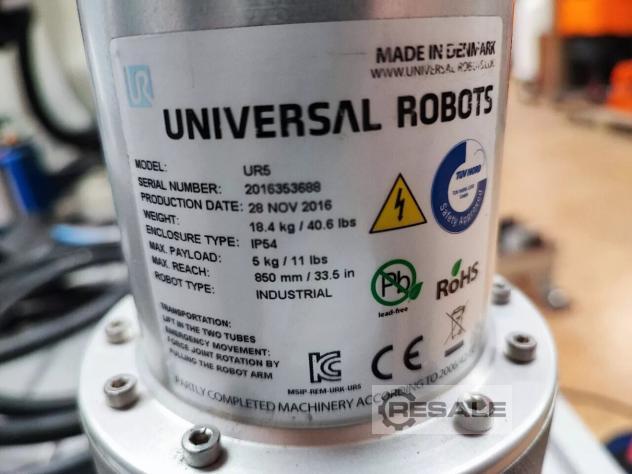 UR
MADE IN DENMARK
WWW.UNIVERSAL-ROBOTS.COM
UNIVERSAL ROBOTS
MODEL: UR5
SERIAL NUMBER: 2016353688
PRODUCTION DATE: 28 NOV 2016
WEIGHT: 18.4 kg / 40.6 lbs
ENCLOSURE TYPE: IP54
MAX. PAYLOAD: 5 kg / 11 lbs
MAX. REACH: 850 mm / 33.5 in
ROBOT TYPE: INDUSTRIAL
TÜV NORD
Safety Approved
Pb
lead-free
RoHS
TRANSPORTATION:
LIFT IN THE TWO TUBES
EMERGENCY MOVEMENT:
FORCE JOINT ROTATION BY
PULLING THE ROBOT ARM
MSIP-REM-URK-UR5
CE
PARTLY COMPLETED MACHINERY ACCORDING TO 2006/42
RESALE